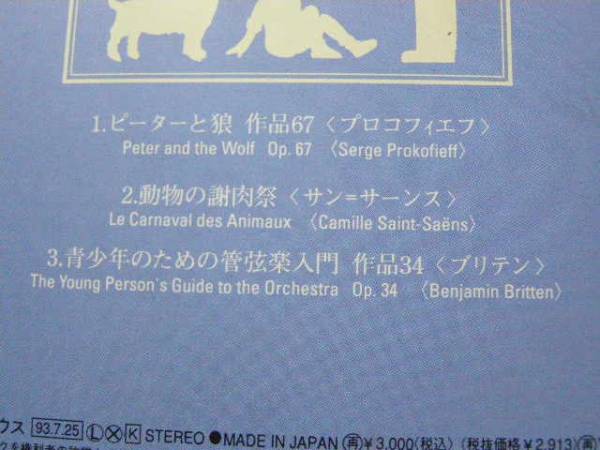 1.ピーターと狼 作品67〈プロコフィエフ〉
Peter and the Wolf Op. 67 〈Serge Prokofieff〉
2.動物の謝肉祭〈サン=サーンス〉
Le Carnaval des Animaux 〈Camille Saint-Saëns〉
3.青少年のための管弦楽入門 作品34〈ブリテン〉
The Young Person's Guide to the Orchestra Op. 34 〈Benjamin Britten〉
ウス 93.7.25 Ⓛ Ⓧ K STEREO ●MADE IN JAPAN ㊞¥3,000(税込) (税抜価格¥2,913)